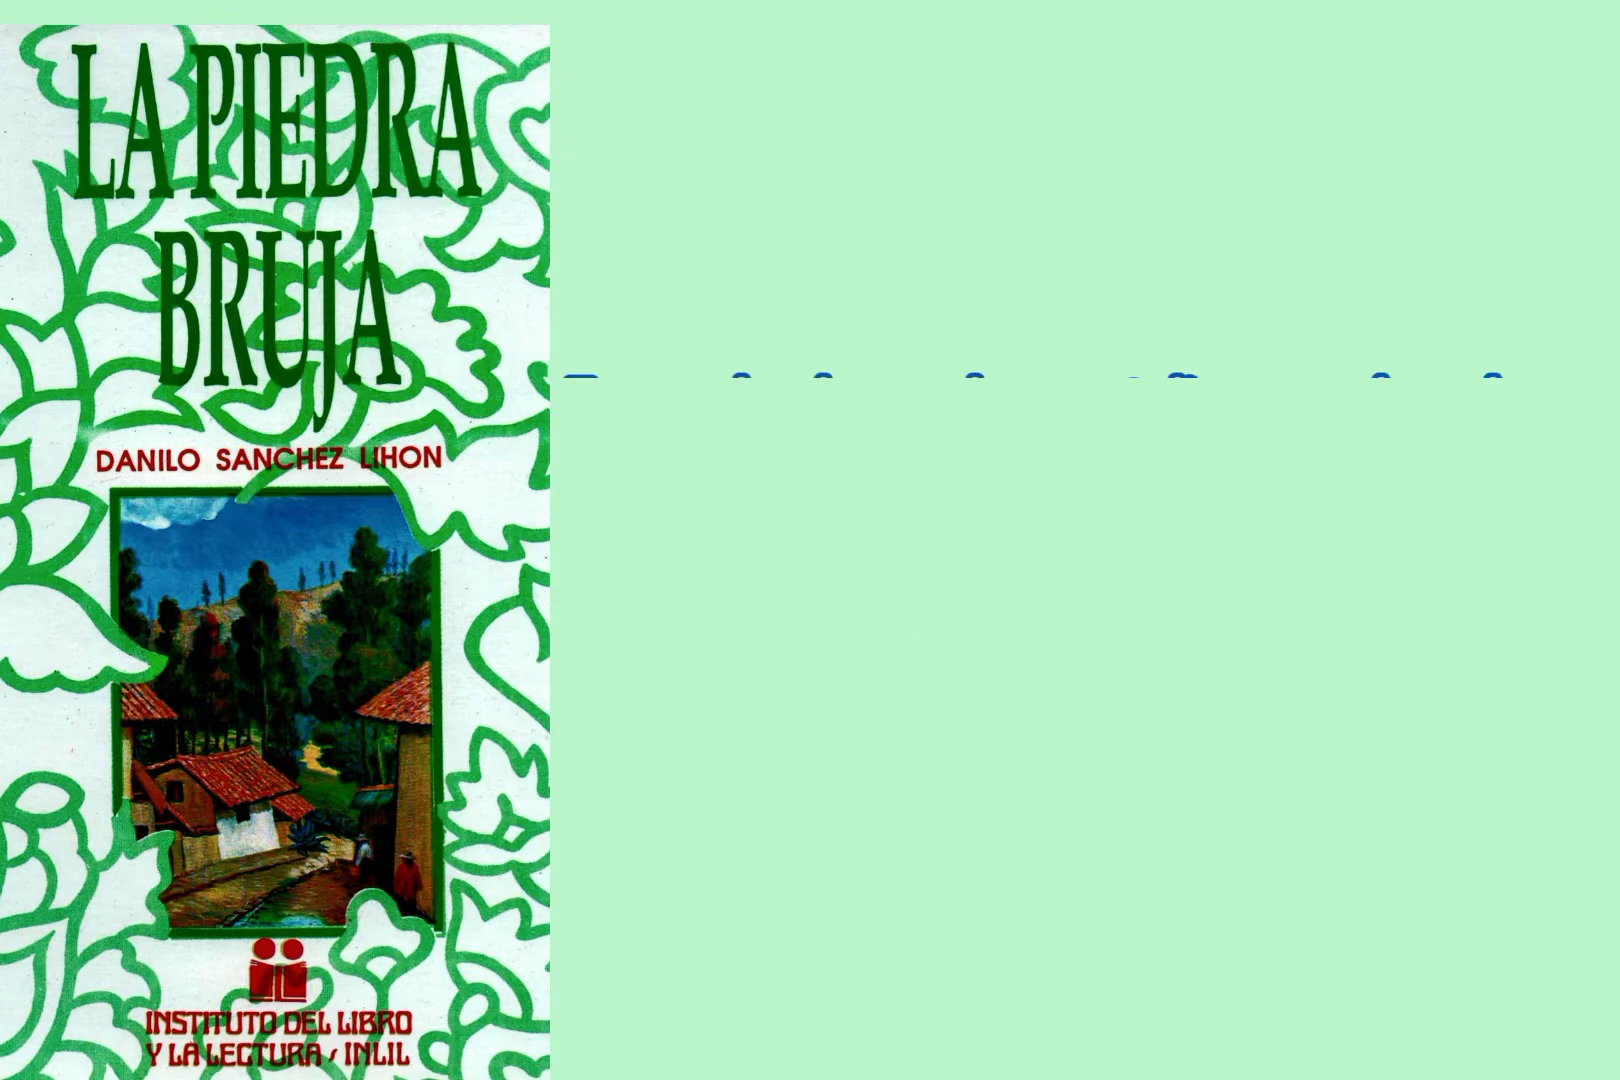 LA PIEDRA
BRUJA
DANILO SANCHEZ LIHON
INSTITUTO DEL LIBRO
Y LA LECTURA / INLIL